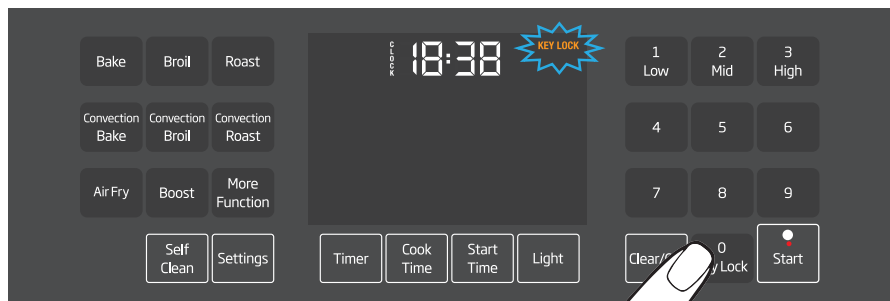 Bake
Broil
Roast
Convection
Bake
Convection
Broil
Convection
Roast
Air Fry
Boost
More
Function
Self
Clean
Settings
CLOCK
18:38
KEY LOCK
Timer
Cook
Time
Start
Time
Light
1
Low
2
Mid
3
High
4
5
6
7
8
9
Clear/
0
Lock
Start